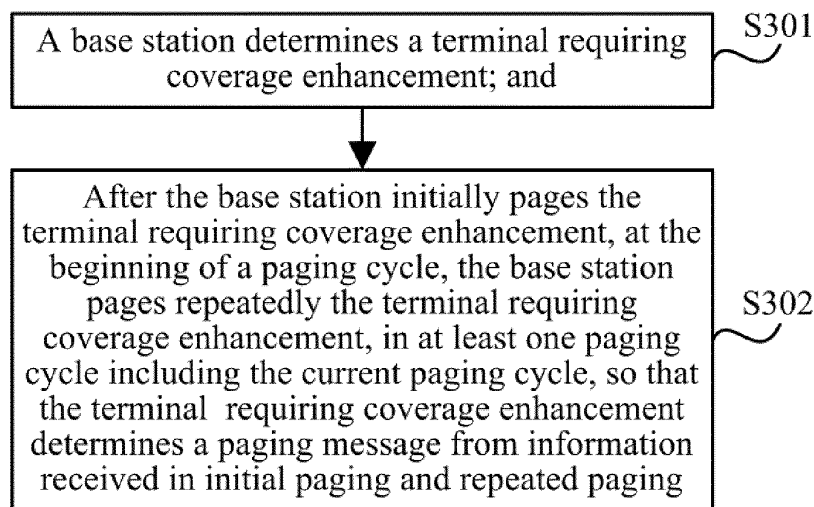 A base station determines a terminal requiring
coverage enhancement; and
S301
After the base station initially pages the
terminal requiring coverage enhancement, at the
beginning of a paging cycle, the base station
pages repeatedly the terminal requiring
coverage enhancement, in at least one paging
cycle including the current paging cycle, so that
the terminal requiring coverage enhancement
determines a paging message from information
received in initial paging and repeated paging
S302